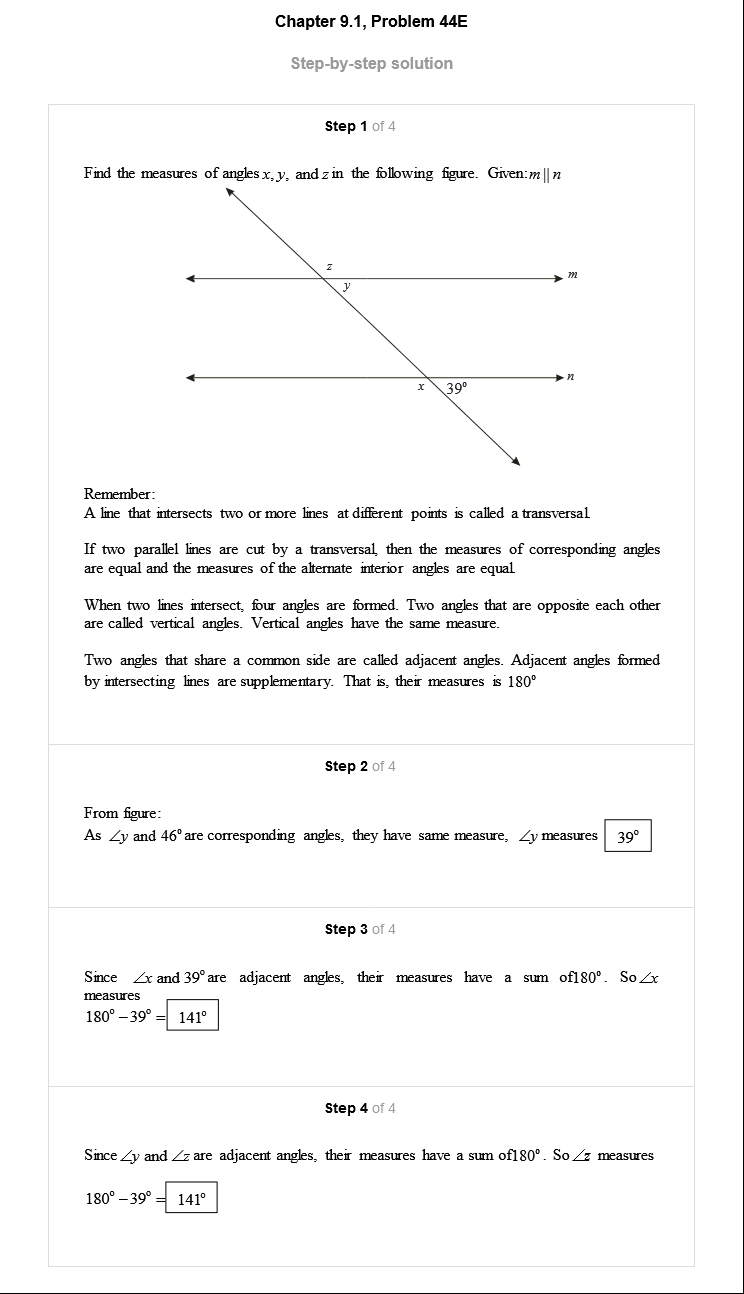 Chapter 9.1, Problem 44E
Step-by-step solution
Step 1 of 4
Find the measures of angles x, y, and z in the following figure. Given: m || n
z
m
y
n
x
39°
Remember:
A line that intersects two or more lines at different points is called a transversal.
If two parallel lines are cut by a transversal, then the measures of corresponding angles
are equal and the measures of the alternate interior angles are equal.
When two lines intersect, four angles are formed. Two angles that are opposite each other
are called vertical angles. Vertical angles have the same measure.
Two angles that share a common side are called adjacent angles. Adjacent angles formed
by intersecting lines are supplementary. That is, their measures is 180°
Step 2 of 4
From figure:
As ∠y and 46° are corresponding angles, they have same measure, ∠y measures 39°
Step 3 of 4
Since ∠x and 39° are adjacent angles, their measures have a sum of 180°. So ∠x
measures
180° – 39° = 141°
Step 4 of 4
Since ∠y and ∠z are adjacent angles, their measures have a sum of 180°. So ∠z measures
180° – 39° = 141°